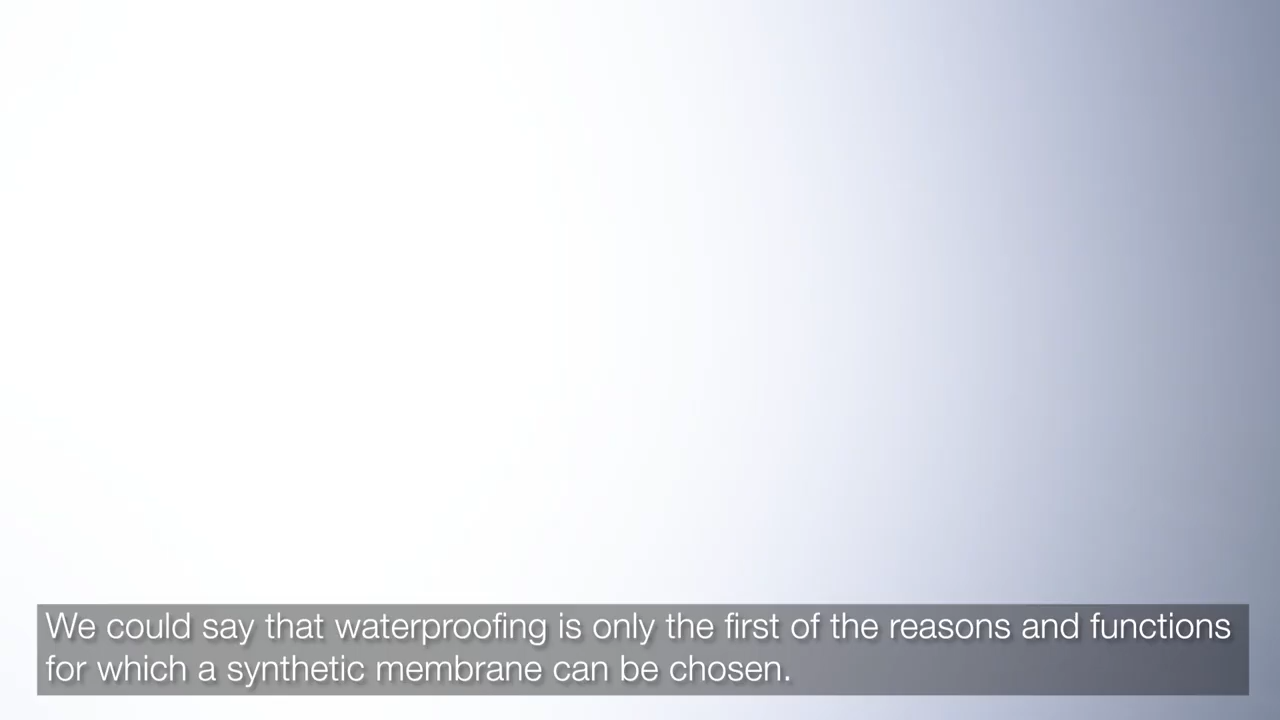 We could say that waterproofing is only the first of the reasons and functions
for which a synthetic membrane can be chosen.